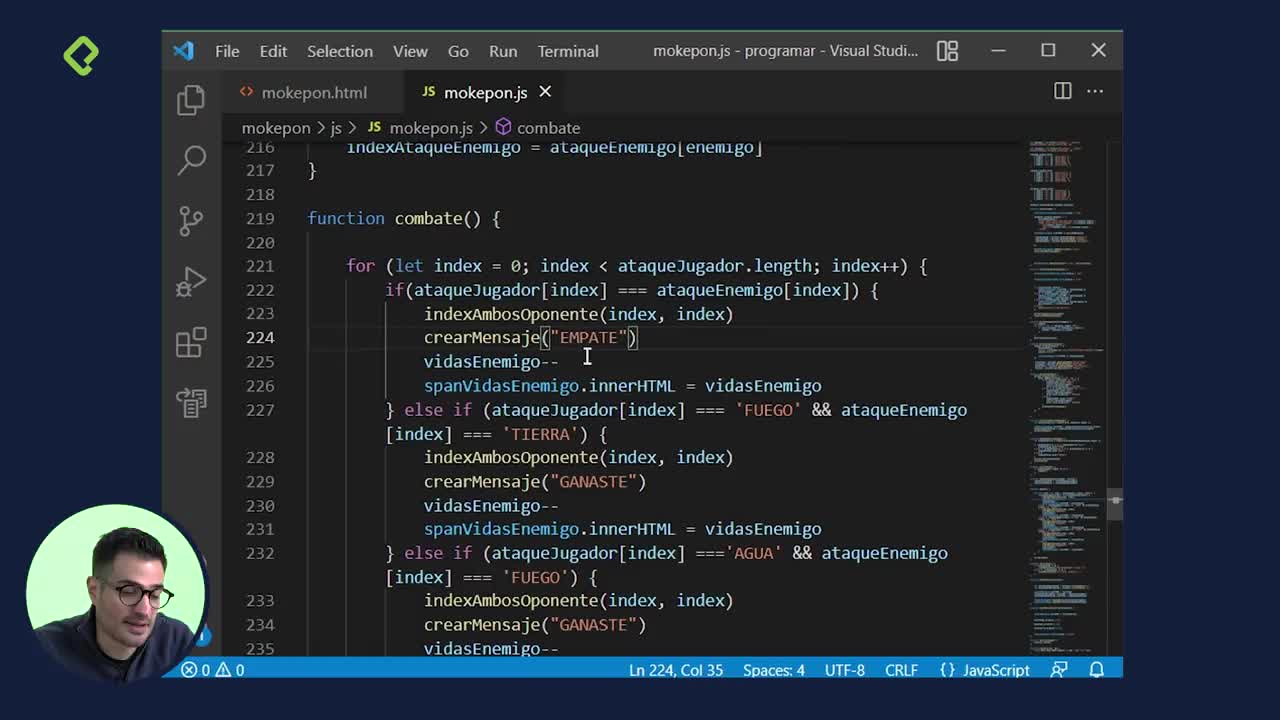 File Edit Selection View Go Run Terminal mokepon.js - programar - Visual Studi...
mokepon.html JS mokepon.js
mokepon > js > JS mokepon.js > combate
216 indexAtaqueEnemigo = ataqueEnemigo[enemigo]
217 }
218
219 function combate() {
220
221 for (let index = 0; index < ataqueJugador.length; index++) {
222 if(ataqueJugador[index] === ataqueEnemigo[index]) {
223 indexAmbosOponente(index, index)
224 crearMensaje("EMPATE")
225 vidasEnemigo--
226 spanVidasEnemigo.innerHTML = vidasEnemigo
227 } else if (ataqueJugador[index] === 'FUEGO' && ataqueEnemigo
[index] === 'TIERRA') {
228 indexAmbosOponente(index, index)
229 crearMensaje("GANASTE")
230 vidasEnemigo--
231 spanVidasEnemigo.innerHTML = vidasEnemigo
232 } else if (ataqueJugador[index] ==='AGUA' && ataqueEnemigo
[index] === 'FUEGO') {
233 indexAmbosOponente(index, index)
234 crearMensaje("GANASTE")
235 vidasEnemigo--
0 0 Ln 224, Col 35 Spaces: 4 UTF-8 CRLF {} JavaScript